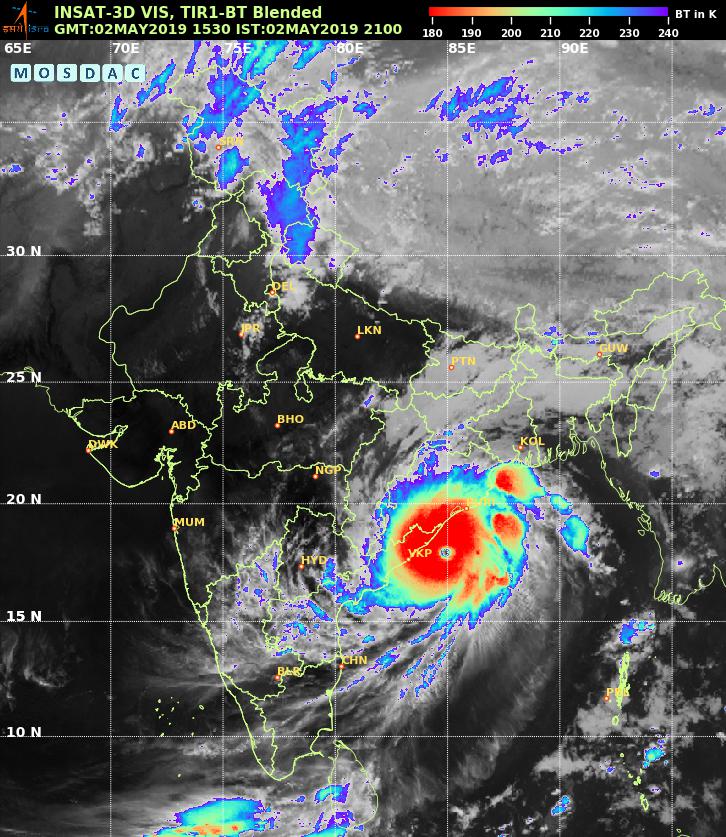 INSAT-3D VIS, TIR1-BT Blended
GMT:02MAY2019 1530 IST:02MAY2019 2100
BT in K
180 190 200 210 220 230 240
65E 70E 75E 80E 85E 90E
MOSDAC
30 N
DEL
JPR
LKN
GUW
PTN
25 N
ABD
BHO
DWK
KOL
NGP
20 N
MUM
VKP
HYD
15 N
CHN
BLR
10 N